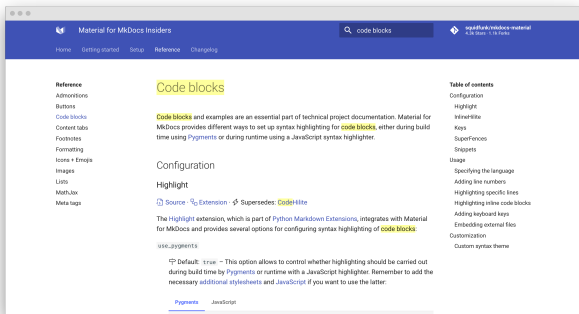 Material for MkDocs Insiders
code blocks
squidfunk/mkdocs-material
4.3k Stars · 1.1k Forks
Home Getting started Setup Reference Changelog
Reference
Admonitions
Buttons
Code blocks
Content tabs
Footnotes
Formatting
Icons + Emojis
Images
Lists
MathJax
Meta tags
Code blocks
Code blocks and examples are an essential part of technical project documentation. Material for
MkDocs provides different ways to set up syntax highlighting for code blocks, either during build
time using Pygments or during runtime using a JavaScript syntax highlighter.
Configuration
Highlight
Source · Extension · Supersedes: CodeHilite
The Highlight extension, which is part of Python Markdown Extensions, integrates with Material
for MkDocs and provides several options for configuring syntax highlighting of code blocks:
use_pygments
Default: true – This option allows to control whether highlighting should be carried out
during build time by Pygments or runtime with a JavaScript highlighter. Remember to add the
necessary additional stylesheets and JavaScript if you want to use the latter:
Pygments JavaScript
Table of contents
Configuration
Highlight
InlineHilite
Keys
SuperFences
Snippets
Usage
Specifying the language
Adding line numbers
Highlighting specific lines
Highlighting inline code blocks
Adding keyboard keys
Embedding external files
Customization
Custom syntax theme